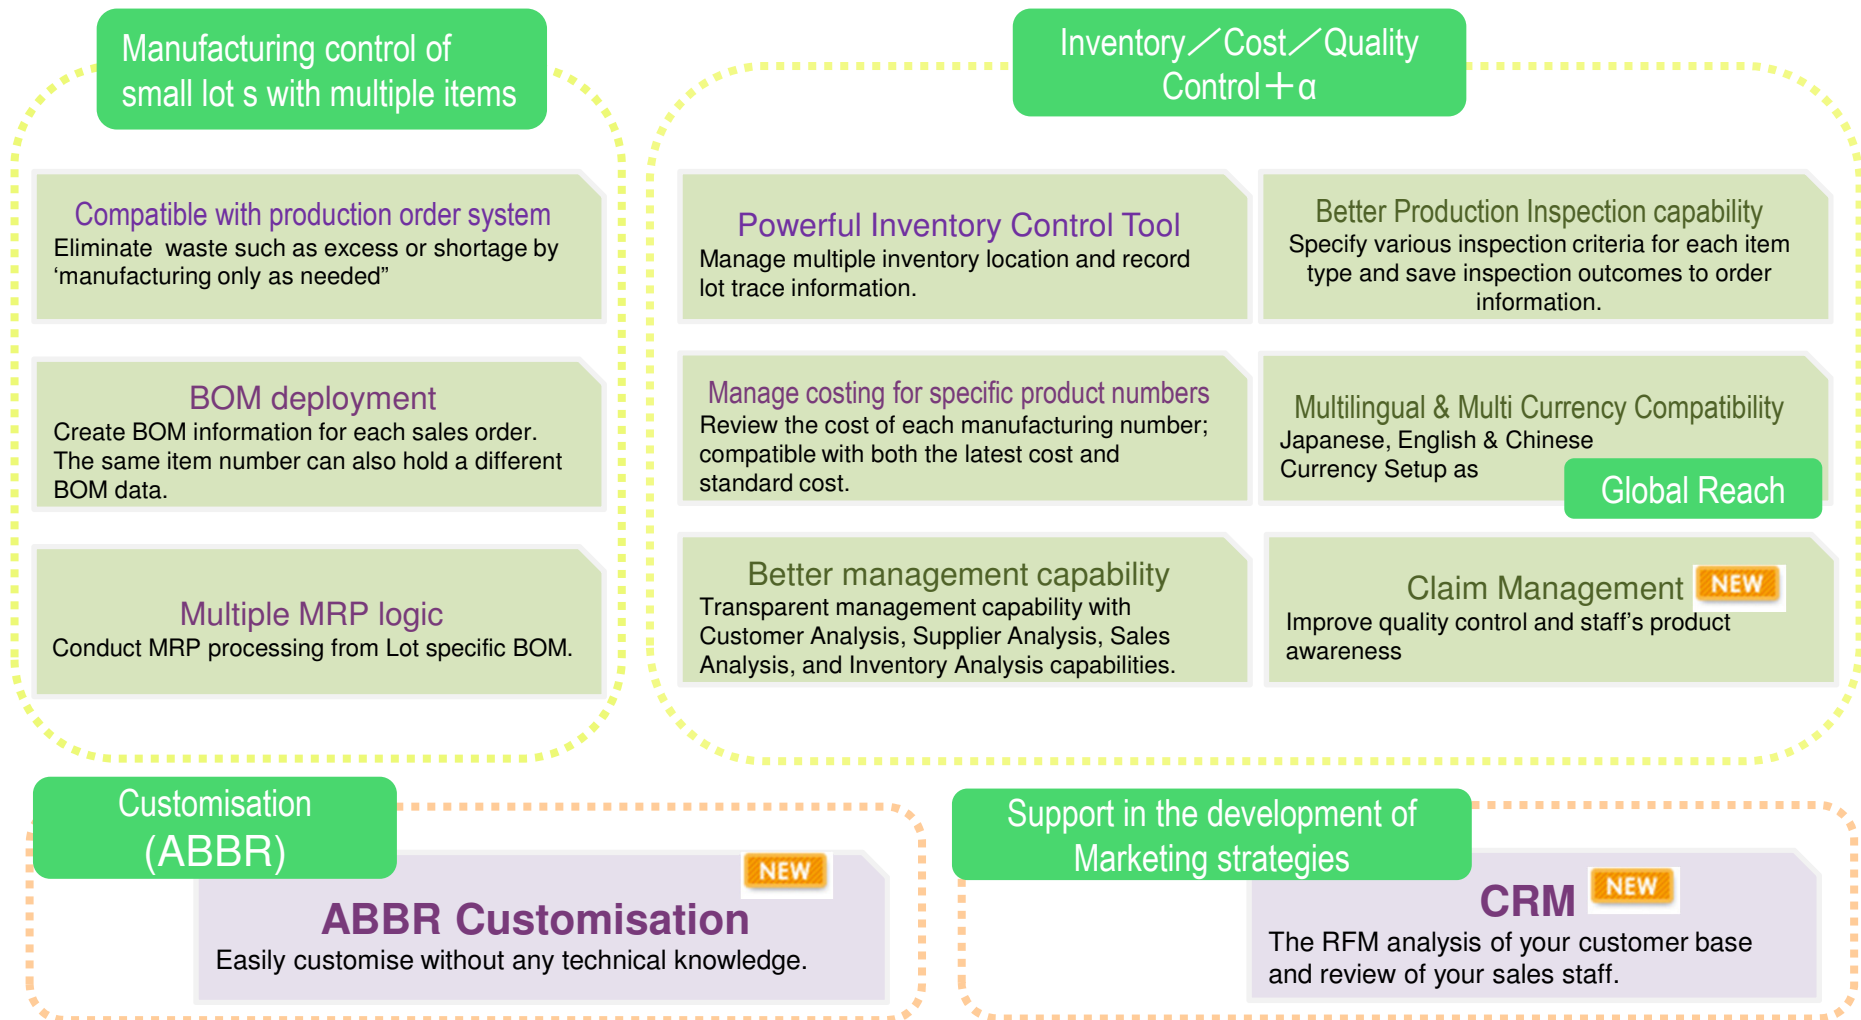 Manufacturing control of
small lot s with multiple items
Compatible with production order system
Eliminate  waste such as excess or shortage by
‘manufacturing only as needed”
BOM deployment
Create BOM information for each sales order.
The same item number can also hold a different
BOM data.
Multiple MRP logic
Conduct MRP processing from Lot specific BOM.
Inventory／Cost／Quality
Control＋α
Powerful Inventory Control Tool
Manage multiple inventory location and record
lot trace information.
Better Production Inspection capability
Specify various inspection criteria for each item
type and save inspection outcomes to order
information.
Manage costing for specific product numbers
Review the cost of each manufacturing number;
compatible with both the latest cost and
standard cost.
Multilingual & Multi Currency Compatibility
Japanese, English & Chinese
Currency Setup as
Global Reach
Better management capability
Transparent management capability with
Customer Analysis, Supplier Analysis, Sales
Analysis, and Inventory Analysis capabilities.
Claim Management NEW
Improve quality control and staff’s product
awareness
Customisation
(ABBR)
NEW
ABBR Customisation
Easily customise without any technical knowledge.
Support in the development of
Marketing strategies
CRM NEW
The RFM analysis of your customer base
and review of your sales staff.